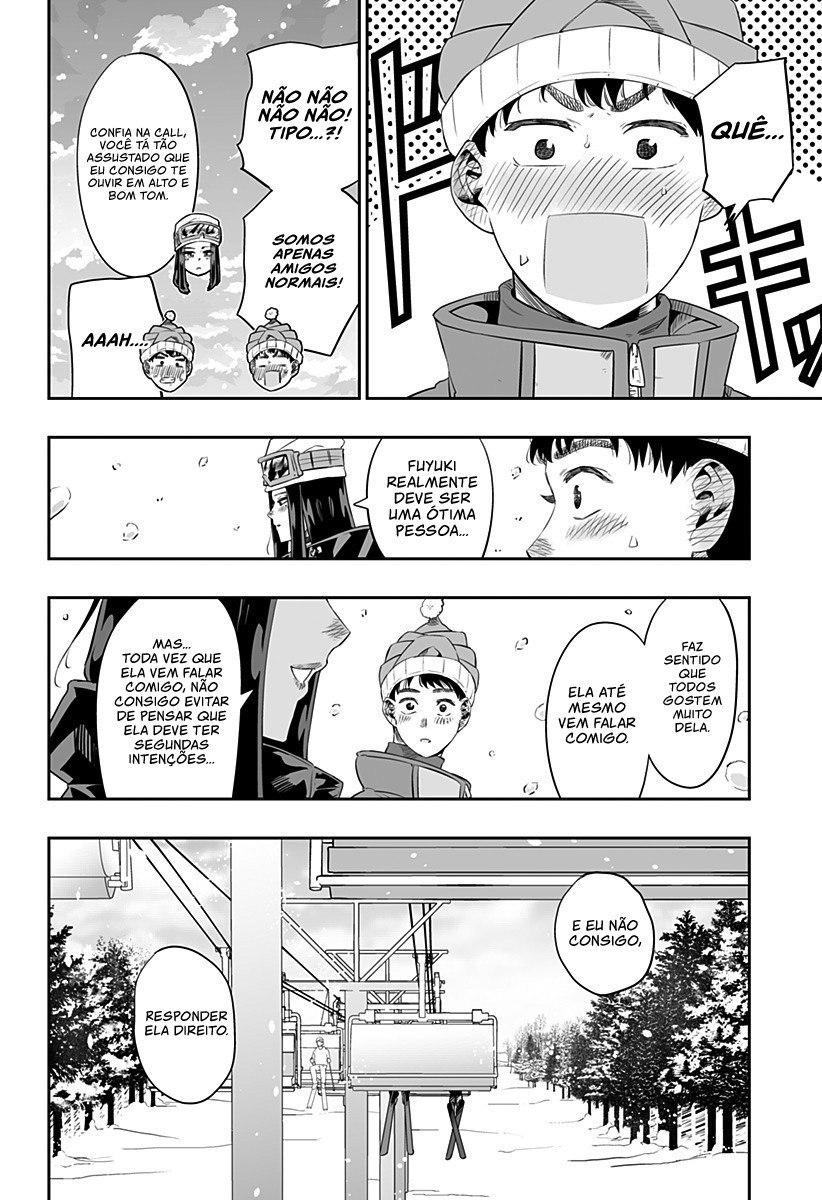 QUÊ...
NÃO NÃO
NÃO NÃO!
TIPO...?!
SOMOS
APENAS
AMIGOS
NORMAIS!
CONFIA NA CALL,
VOCÊ TÁ TÃO
ASSUSTADO QUE
EU CONSIGO TE
OUVIR EM ALTO E
BOM TOM.
AAAH....
FUYUKI
REALMENTE
DEVE SER
UMA ÓTIMA
PESSOA...
FAZ
SENTIDO
QUE
TODOS
GOSTEM
MUITO
DELA.
ELA ATÉ
MESMO
VEM FALAR
COMIGO.
MAS...
TODA VEZ QUE
ELA VEM FALAR
COMIGO, NÃO
CONSIGO EVITAR
DE PENSAR QUE
ELA DEVE TER
SEGUNDAS
INTENÇÕES...
E EU NÃO
CONSIGO,
RESPONDER
ELA DIREITO.